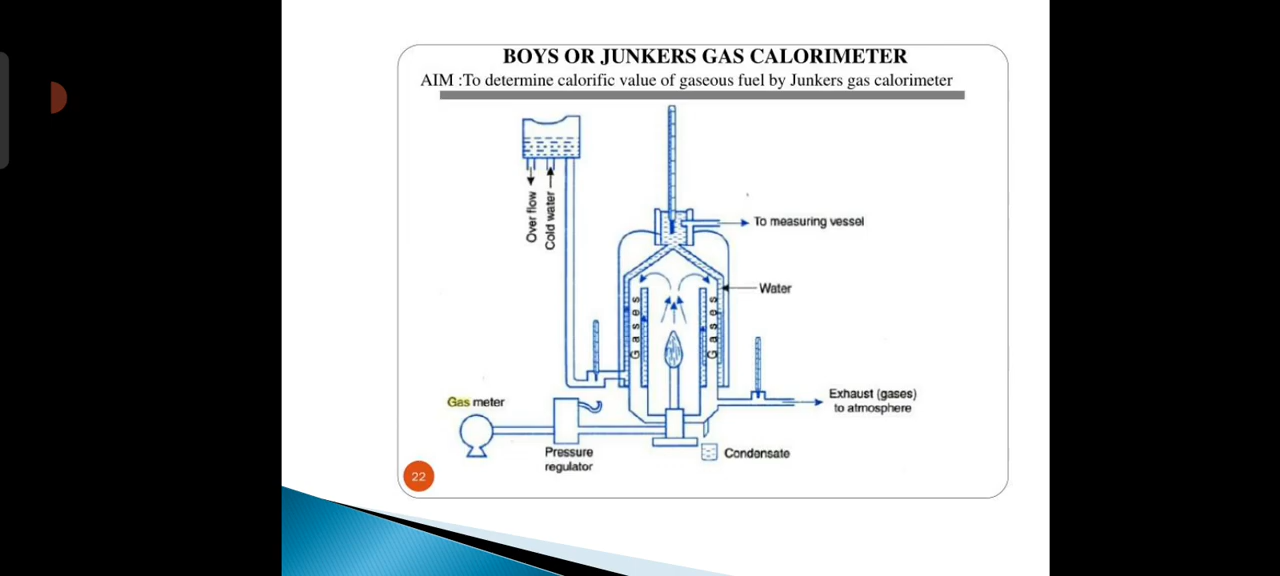 BOYS OR JUNKERS GAS CALORIMETER
AIM :To determine calorific value of gaseous fuel by Junkers gas calorimeter
Over flow
Cold water
To measuring vessel
Water
Gases
Gases
Exhaust (gases)
to atmosphere
Gas meter
Pressure
regulator
Condensate
22